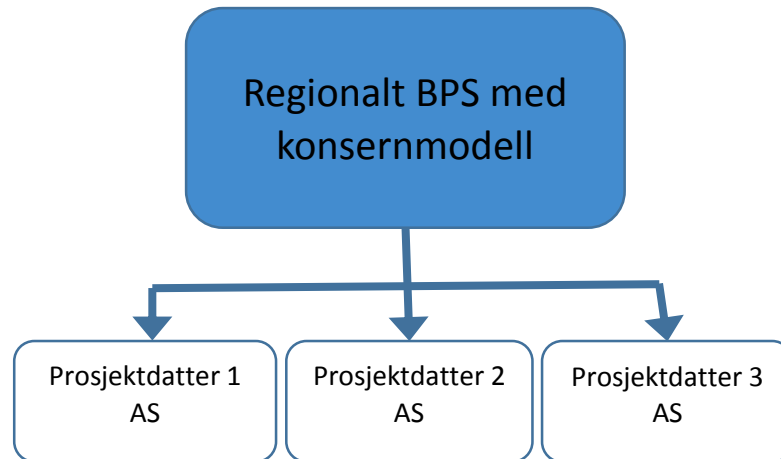 Regionalt BPS med
konsernmodell
Prosjektdatter 1
AS
Prosjektdatter 2
AS
Prosjektdatter 3
AS